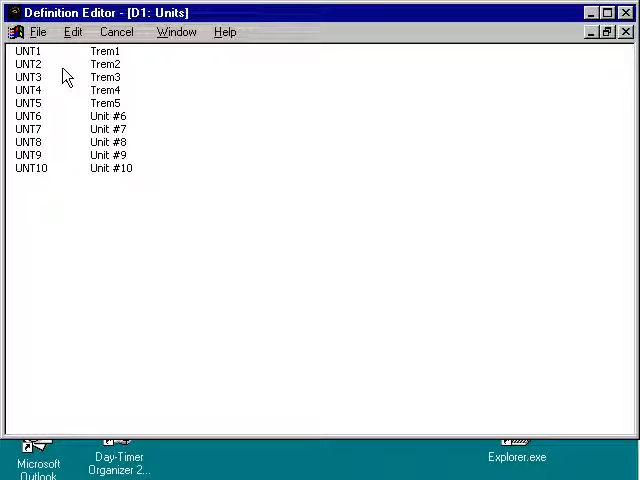 Definition Editor - [D1: Units]
File Edit Cancel Window Help
UNT1 Trem1
UNT2 Trem2
UNT3 Trem3
UNT4 Trem4
UNT5 Trem5
UNT6 Unit #6
UNT7 Unit #7
UNT8 Unit #8
UNT9 Unit #9
UNT10 Unit #10
Microsoft
Outlook
Day-Timer
Organizer 2...
Explorer.exe